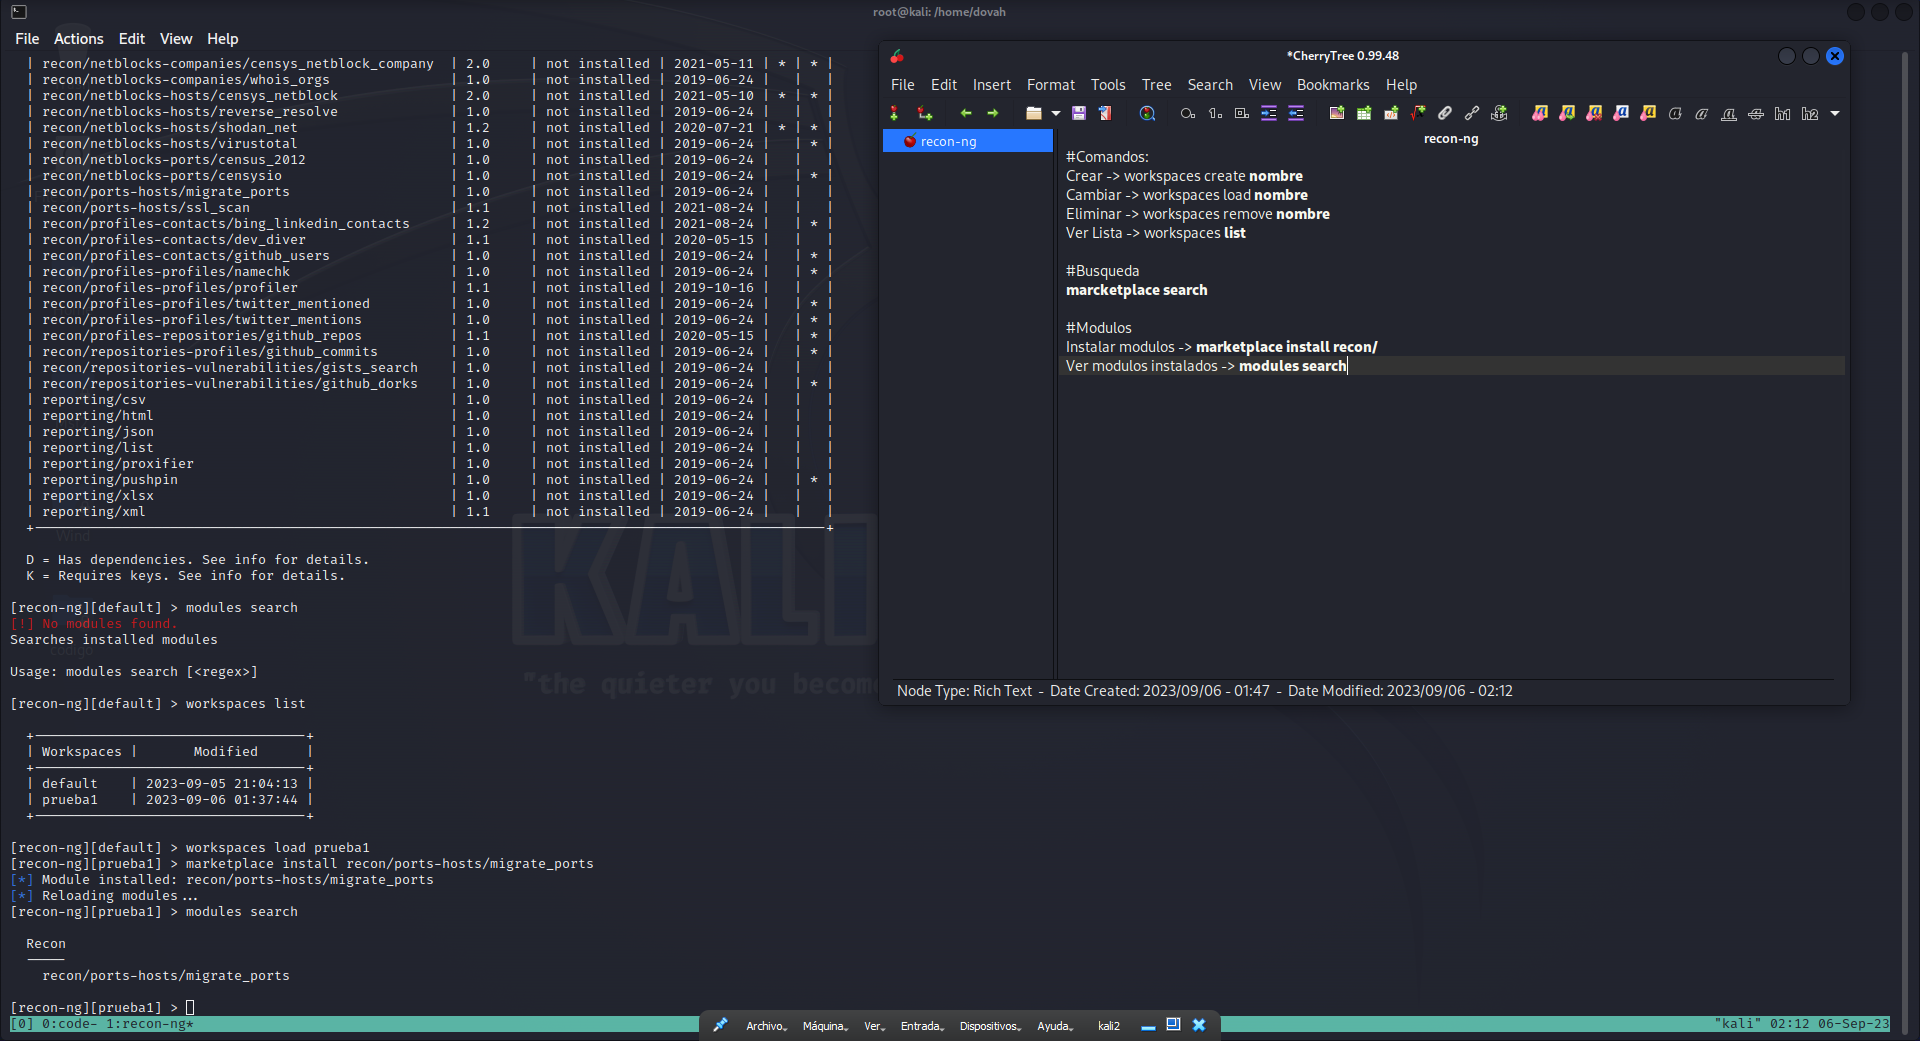 root@kali: /home/dovah
File Actions Edit View Help
| recon/netblocks-companies/censys_netblock_company | 2.0 | not installed | 2021-05-11 | * | * |
| recon/netblocks-companies/whois_orgs | 1.0 | not installed | 2019-06-24 | | |
| recon/netblocks-hosts/censys_netblock | 2.0 | not installed | 2021-05-10 | * | * |
| recon/netblocks-hosts/reverse_resolve | 1.0 | not installed | 2019-06-24 | | |
| recon/netblocks-hosts/shodan_net | 1.2 | not installed | 2020-07-21 | * | * |
| recon/netblocks-hosts/virustotal | 1.0 | not installed | 2019-06-24 | | * |
| recon/netblocks-ports/census_2012 | 1.0 | not installed | 2019-06-24 | | |
| recon/netblocks-ports/censysio | 1.0 | not installed | 2019-06-24 | | * |
| recon/ports-hosts/migrate_ports | 1.0 | not installed | 2019-06-24 | | |
| recon/ports-hosts/ssl_scan | 1.1 | not installed | 2021-08-24 | | |
| recon/profiles-contacts/bing_linkedin_contacts | 1.2 | not installed | 2021-08-24 | | * |
| recon/profiles-contacts/dev_diver | 1.1 | not installed | 2020-05-15 | | |
| recon/profiles-contacts/github_users | 1.0 | not installed | 2019-06-24 | | * |
| recon/profiles-profiles/namechk | 1.0 | not installed | 2019-06-24 | | * |
| recon/profiles-profiles/profiler | 1.1 | not installed | 2019-10-16 | | |
| recon/profiles-profiles/twitter_mentioned | 1.0 | not installed | 2019-06-24 | | * |
| recon/profiles-profiles/twitter_mentions | 1.0 | not installed | 2019-06-24 | | * |
| recon/profiles-repositories/github_repos | 1.1 | not installed | 2020-05-15 | | * |
| recon/repositories-profiles/github_commits | 1.0 | not installed | 2019-06-24 | | * |
| recon/repositories-vulnerabilities/gists_search | 1.0 | not installed | 2019-06-24 | | |
| recon/repositories-vulnerabilities/github_dorks | 1.0 | not installed | 2019-06-24 | | * |
| reporting/csv | 1.0 | not installed | 2019-06-24 | | |
| reporting/html | 1.0 | not installed | 2019-06-24 | | |
| reporting/json | 1.0 | not installed | 2019-06-24 | | |
| reporting/list | 1.0 | not installed | 2019-06-24 | | |
| reporting/proxifier | 1.0 | not installed | 2019-06-24 | | |
| reporting/pushpin | 1.0 | not installed | 2019-06-24 | | * |
| reporting/xlsx | 1.0 | not installed | 2019-06-24 | | |
| reporting/xml | 1.1 | not installed | 2019-06-24 | | |
Wind
D = Has dependencies. See info for details.
K = Requires keys. See info for details.
[recon-ng][default] > modules search
[!] No modules found.
Searches installed modules
codigo
Usage: modules search [<regex>]
[recon-ng][default] > workspaces list
| Workspaces | Modified |
| default | 2023-09-05 21:04:13 |
| prueba1 | 2023-09-06 01:37:44 |
[recon-ng][default] > workspaces load prueba1
[recon-ng][prueba1] > marketplace install recon/ports-hosts/migrate_ports
[*] Module installed: recon/ports-hosts/migrate_ports
[*] Reloading modules...
[recon-ng][prueba1] > modules search
Recon
-----
recon/ports-hosts/migrate_ports
[recon-ng][prueba1] >
[0] 0:code- 1:recon-ng*
"kali" 02:12 06-Sep-23
KALI
"the quieter you become
*CherryTree 0.99.48
File Edit Insert Format Tools Tree Search View Bookmarks Help
h1 h2
recon-ng
recon-ng
#Comandos:
Crear -> workspaces create nombre
Cambiar -> workspaces load nombre
Eliminar -> workspaces remove nombre
Ver Lista -> workspaces list
#Busqueda
marcketplace search
#Modulos
Instalar modulos -> marketplace install recon/
Ver modulos instalados -> modules search
Node Type: Rich Text - Date Created: 2023/09/06 - 01:47 - Date Modified: 2023/09/06 - 02:12
Archivo Máquina Ver Entrada Dispositivos Ayuda kali2